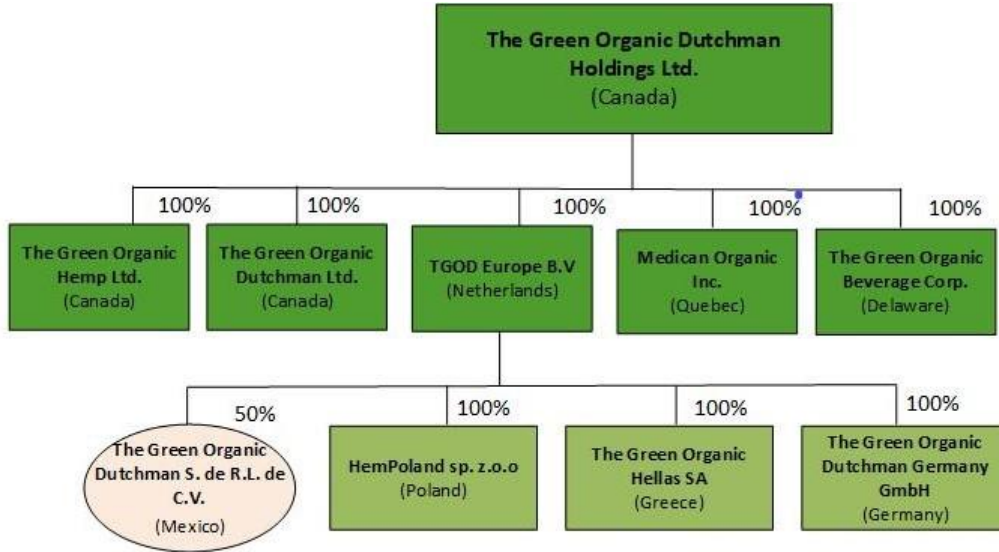 The Green Organic Dutchman
Holdings Ltd.
(Canada)
100%
100%
100%
100%
100%
The Green Organic
Hemp Ltd.
(Canada)
The Green Organic
Dutchman Ltd.
(Canada)
TGOD Europe B.V
(Netherlands)
Medican Organic
Inc.
(Quebec)
The Green Organic
Beverage Corp.
(Delaware)
50%
100%
100%
100%
The Green Organic
Dutchman S. de R.L. de
C.V.
(Mexico)
HemPoland sp. z.o.o
(Poland)
The Green Organic
Hellas SA
(Greece)
The Green Organic
Dutchman Germany
GmbH
(Germany)